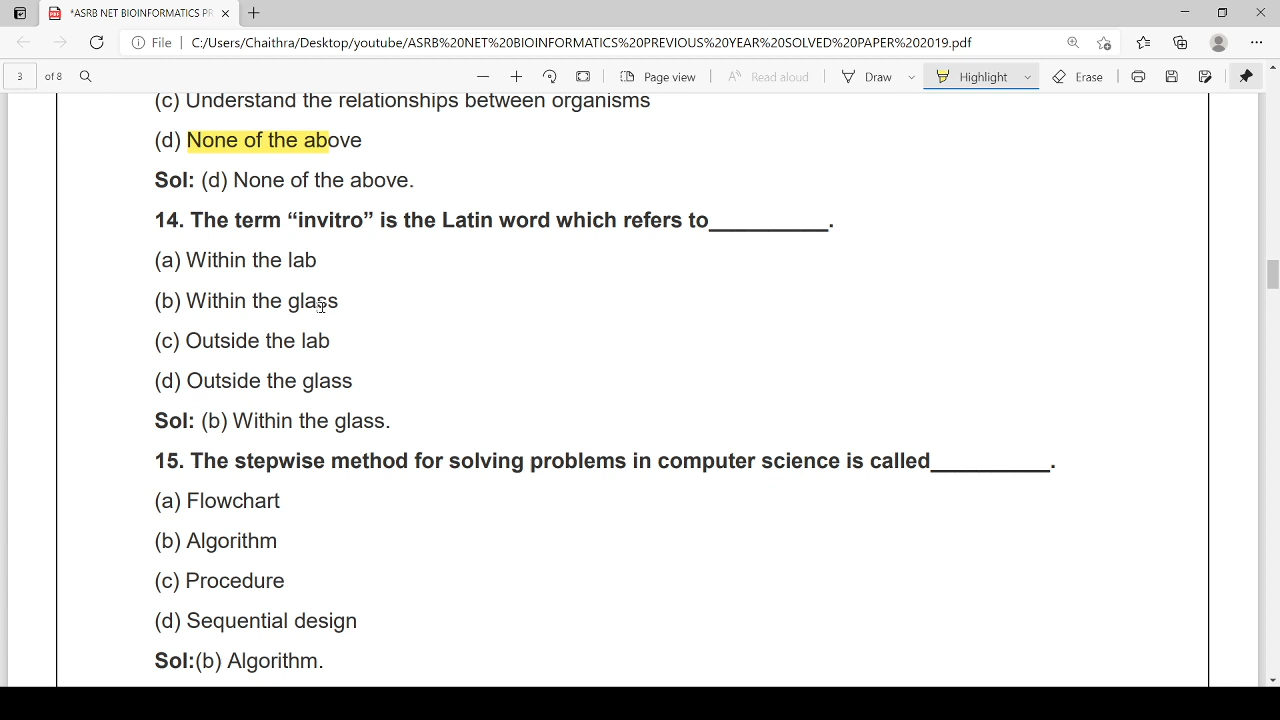 *ASRB NET BIOINFORMATICS PR
File
C:/Users/Chaithra/Desktop/youtube/ASRB%20NET%20BIOINFORMATICS%20PREVIOUS%20YEAR%20SOLVED%20PAPER%202019.pdf
3 of 8 Page view Read aloud Draw Highlight Erase
(c) Understand the relationships between organisms
(d) None of the above
Sol: (d) None of the above.
14. The term “invitro” is the Latin word which refers to__________.
(a) Within the lab
(b) Within the glass
(c) Outside the lab
(d) Outside the glass
Sol: (b) Within the glass.
15. The stepwise method for solving problems in computer science is called__________.
(a) Flowchart
(b) Algorithm
(c) Procedure
(d) Sequential design
Sol:(b) Algorithm.